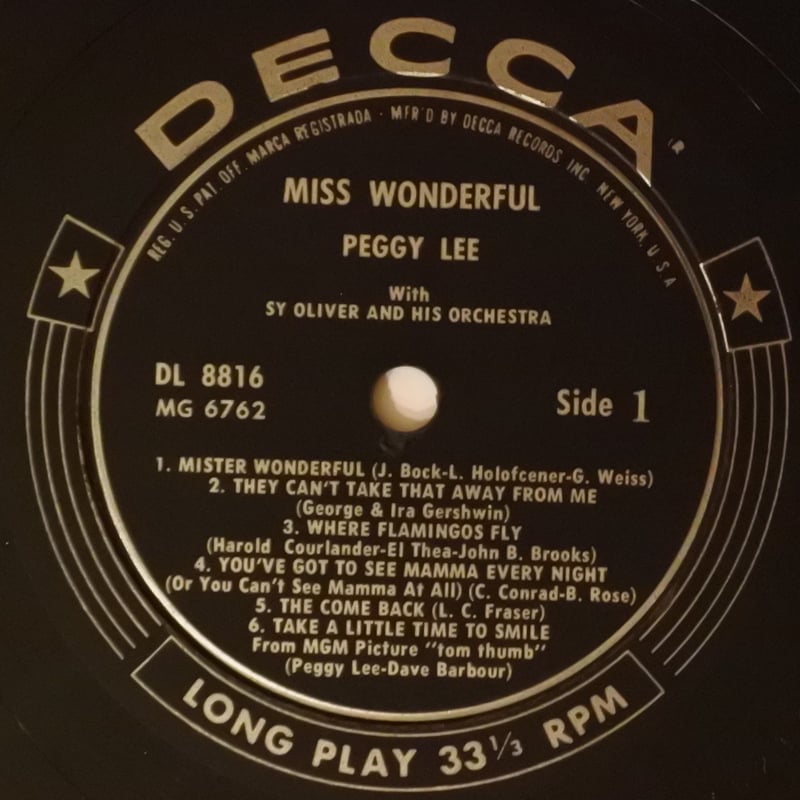 DECCA
REG. U.S. PAT. OFF. MARCA REGISTRADA · MFR'D BY DECCA RECORDS INC. NEW YORK, U.S.A
MISS WONDERFUL
PEGGY LEE
With
SY OLIVER AND HIS ORCHESTRA
DL 8816
MG 6762
Side 1
1. MISTER WONDERFUL (J. Bock-L. Holofcener-G. Weiss)
2. THEY CAN'T TAKE THAT AWAY FROM ME
(George & Ira Gershwin)
3. WHERE FLAMINGOS FLY
(Harold Courlander-El Thea-John B. Brooks)
4. YOU'VE GOT TO SEE MAMMA EVERY NIGHT
(Or You Can't See Mamma At All) (C. Conrad-B. Rose)
5. THE COME BACK (L. C. Fraser)
6. TAKE A LITTLE TIME TO SMILE
From MGM Picture "tom thumb"
(Peggy Lee-Dave Barbour)
LONG PLAY 33⅓ RPM